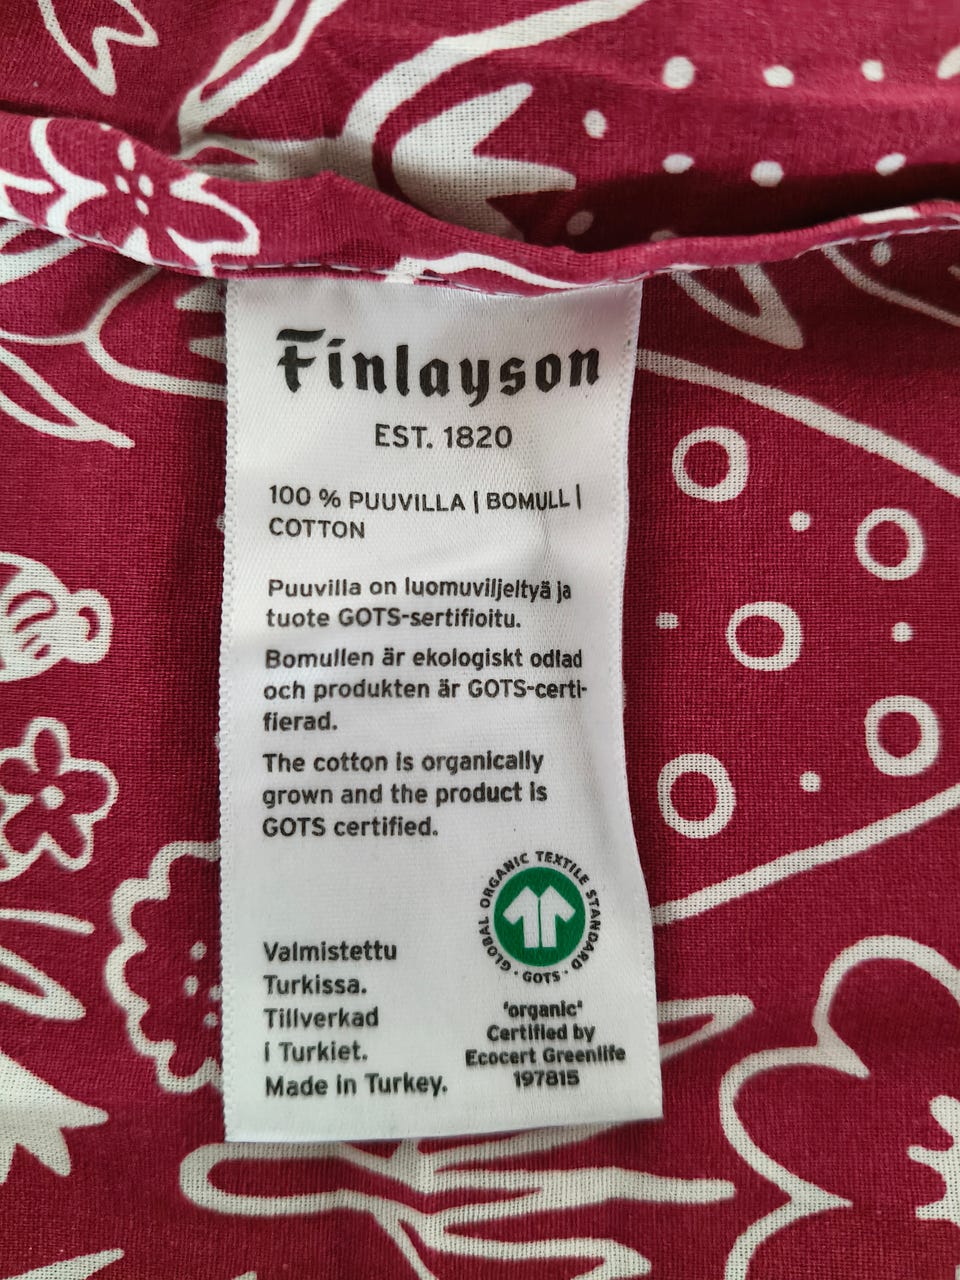 Finlayson
EST. 1820
100 % PUUVILLA | BOMULL |
COTTON
Puuvilla on luomuviljeltyä ja
tuote GOTS-sertifioitu.
Bomullen är ekologiskt odlad
och produkten är GOTS-certi-
fierad.
The cotton is organically
grown and the product is
GOTS certified.
GLOBAL ORGANIC TEXTILE STANDARD
· GOTS ·
Valmistettu
Turkissa.
Tillverkad
i Turkiet.
Made in Turkey.
"organic"
Certified by
Ecocert Greenlife
197815